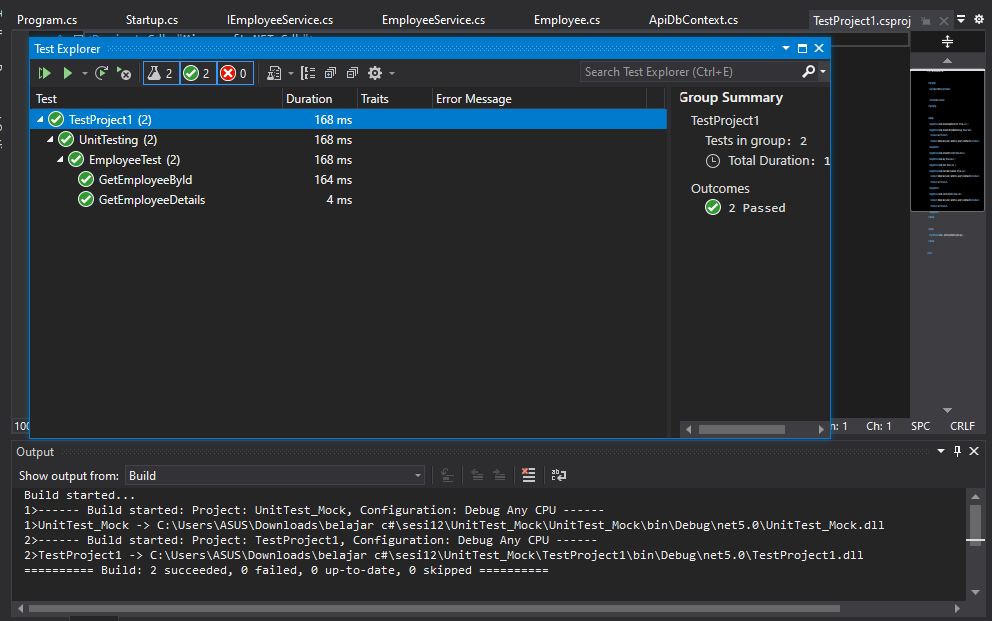 Program.cs Startup.cs IEmployeeService.cs EmployeeService.cs Employee.cs ApiDbContext.cs TestProject1.csproj
Test Explorer
2 2 0 Search Test Explorer (Ctrl+E)
Test Duration Traits Error Message
TestProject1 (2) 168 ms
UnitTesting (2) 168 ms
EmployeeTest (2) 168 ms
GetEmployeeById 164 ms
GetEmployeeDetails 4 ms
Group Summary
TestProject1
Tests in group: 2
Total Duration: 1
Outcomes
2 Passed
100 n: 1 Ch: 1 SPC CRLF
Output
Show output from: Build
Build started...
1>------ Build started: Project: UnitTest_Mock, Configuration: Debug Any CPU ------
1>UnitTest_Mock -> C:\Users\ASUS\Downloads\belajar c#\sesi12\UnitTest_Mock\UnitTest_Mock\bin\Debug\net5.0\UnitTest_Mock.dll
2>------ Build started: Project: TestProject1, Configuration: Debug Any CPU ------
2>TestProject1 -> C:\Users\ASUS\Downloads\belajar c#\sesi12\UnitTest_Mock\TestProject1\bin\Debug\net5.0\TestProject1.dll
========== Build: 2 succeeded, 0 failed, 0 up-to-date, 0 skipped ==========